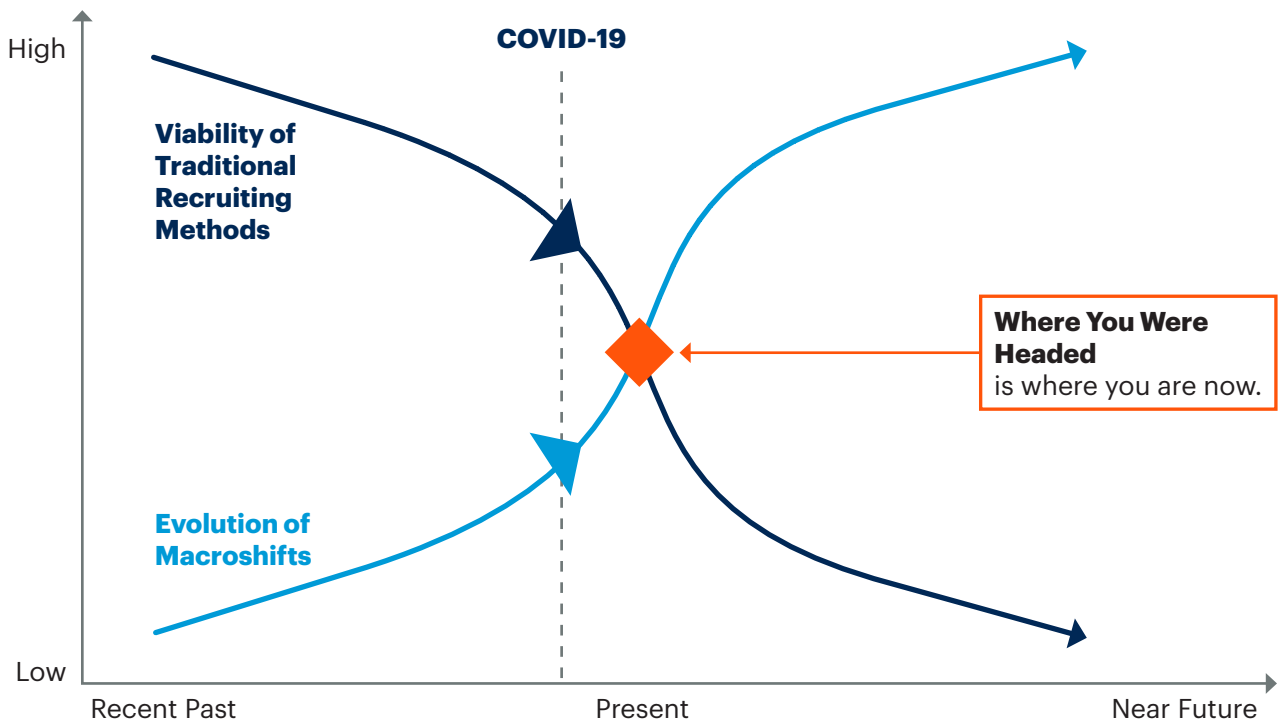 COVID-19
High
Viability of
Traditional
Recruiting
Methods
Where You Were
Headed
is where you are now.
Evolution of
Macroshifts
Low
Recent Past
Present
Near Future